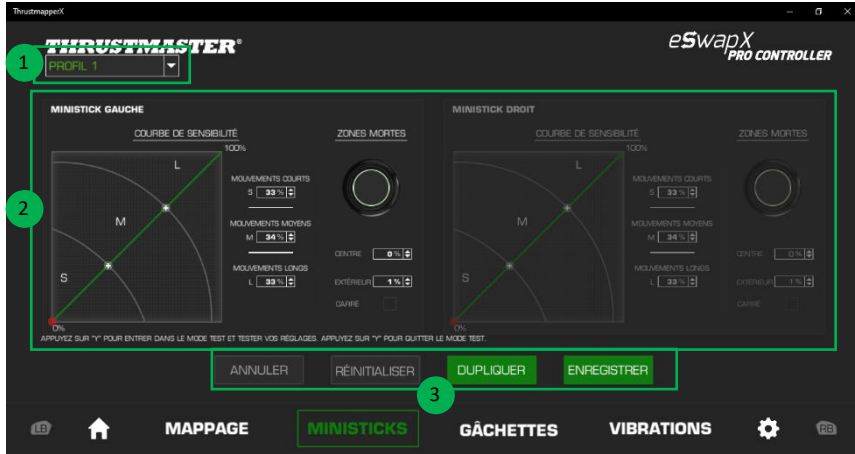 ThrustmapperX
THRUSTMASTER®
eSwapX
PRO CONTROLLER
1
PROFIL 1
2
MINISTICK GAUCHE
COURBE DE SENSIBILITÉ
ZONES MORTES
100%
L
M
S
0%
MOUVEMENTS COURTS
S 33 %
MOUVEMENTS MOYENS
M 34 %
MOUVEMENTS LONGS
L 33 %
CENTRE 0 %
EXTÉRIEUR 1 %
CARRÉ
MINISTICK DROIT
COURBE DE SENSIBILITÉ
ZONES MORTES
100%
L
M
S
0%
MOUVEMENTS COURTS
S 33 %
MOUVEMENTS MOYENS
M 34 %
MOUVEMENTS LONGS
L 33 %
CENTRE 0 %
EXTÉRIEUR 1 %
CARRÉ
APPUYEZ SUR "Y" POUR ENTRER DANS LE MODE TEST ET TESTER VOS RÉGLAGES. APPUYEZ SUR "Y" POUR QUITTER LE MODE TEST.
ANNULER
RÉINITIALISER
DUPLIQUER
ENREGISTRER
3
LB
MAPPAGE
MINISTICKS
GÂCHETTES
VIBRATIONS
RB